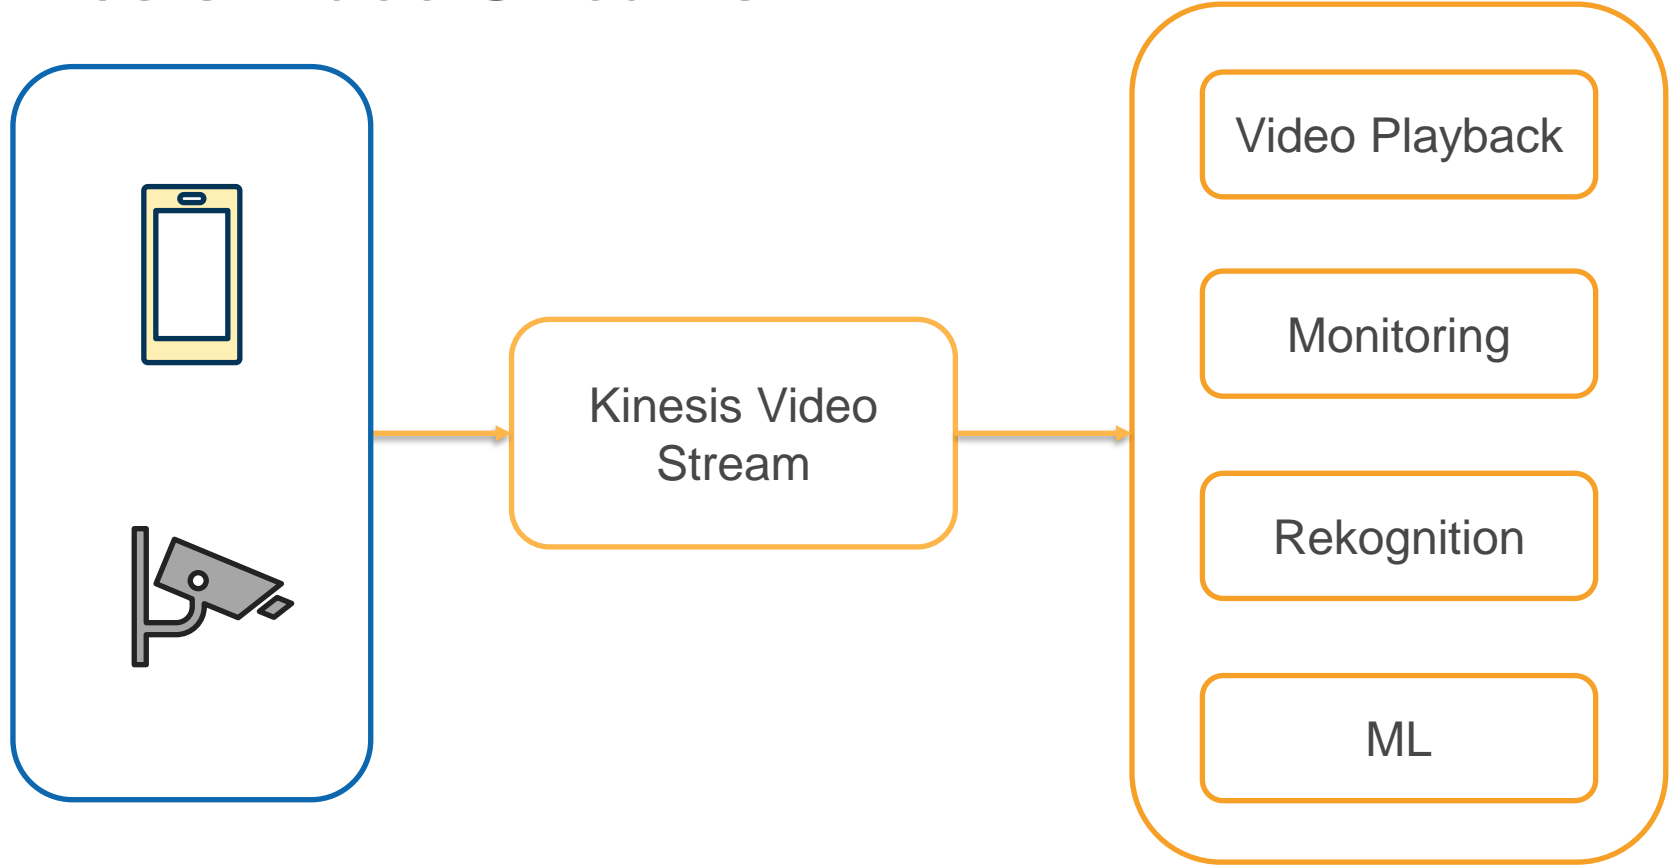 Video Playback
Monitoring
Kinesis Video
Stream
Rekognition
ML